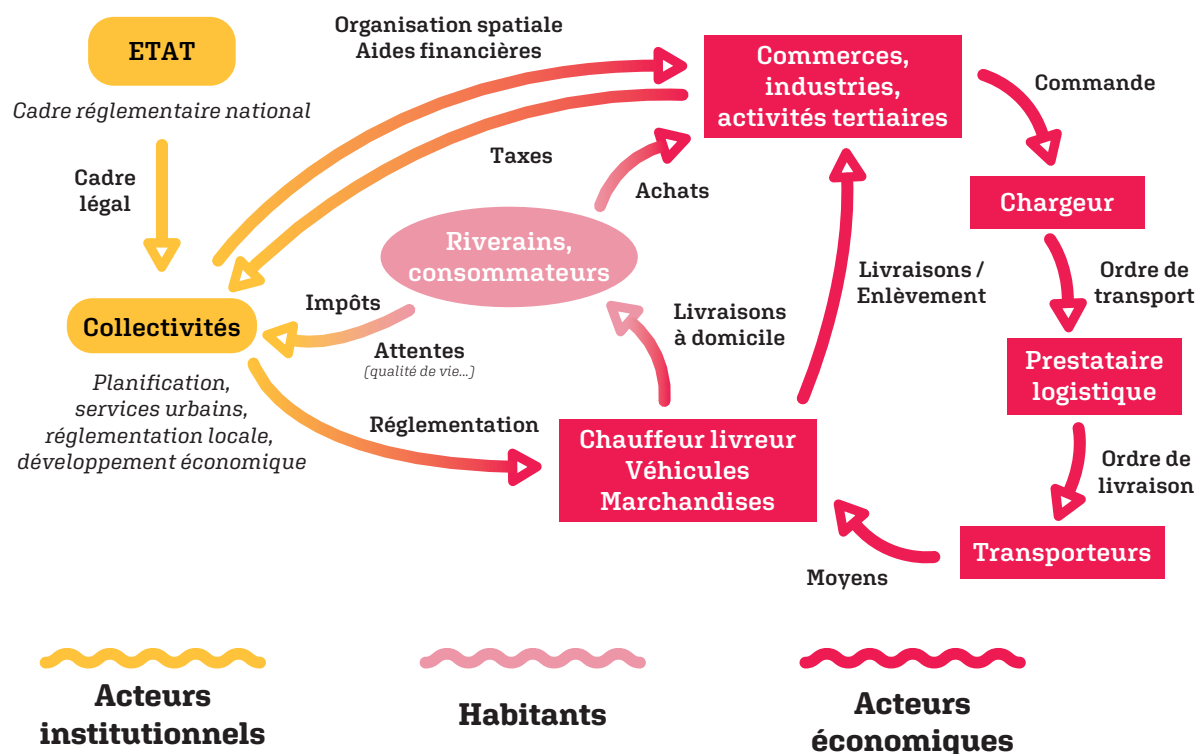 ETAT
Cadre réglementaire national
Cadre
légal
Organisation spatiale
Aides financières
Taxes
Commerces,
industries,
activités tertiaires
Commande
Achats
Chargeur
Riverains,
consommateurs
Livraisons /
Enlèvement
Ordre de
transport
Impôts
Collectivités
Attentes
(qualité de vie...)
Livraisons
à domicile
Prestataire
logistique
Planification,
services urbains,
réglementation locale,
développement économique
Réglementation
Chauffeur livreur
Véhicules
Marchandises
Ordre de
livraison
Transporteurs
Moyens
Acteurs
institutionnels
Habitants
Acteurs
économiques